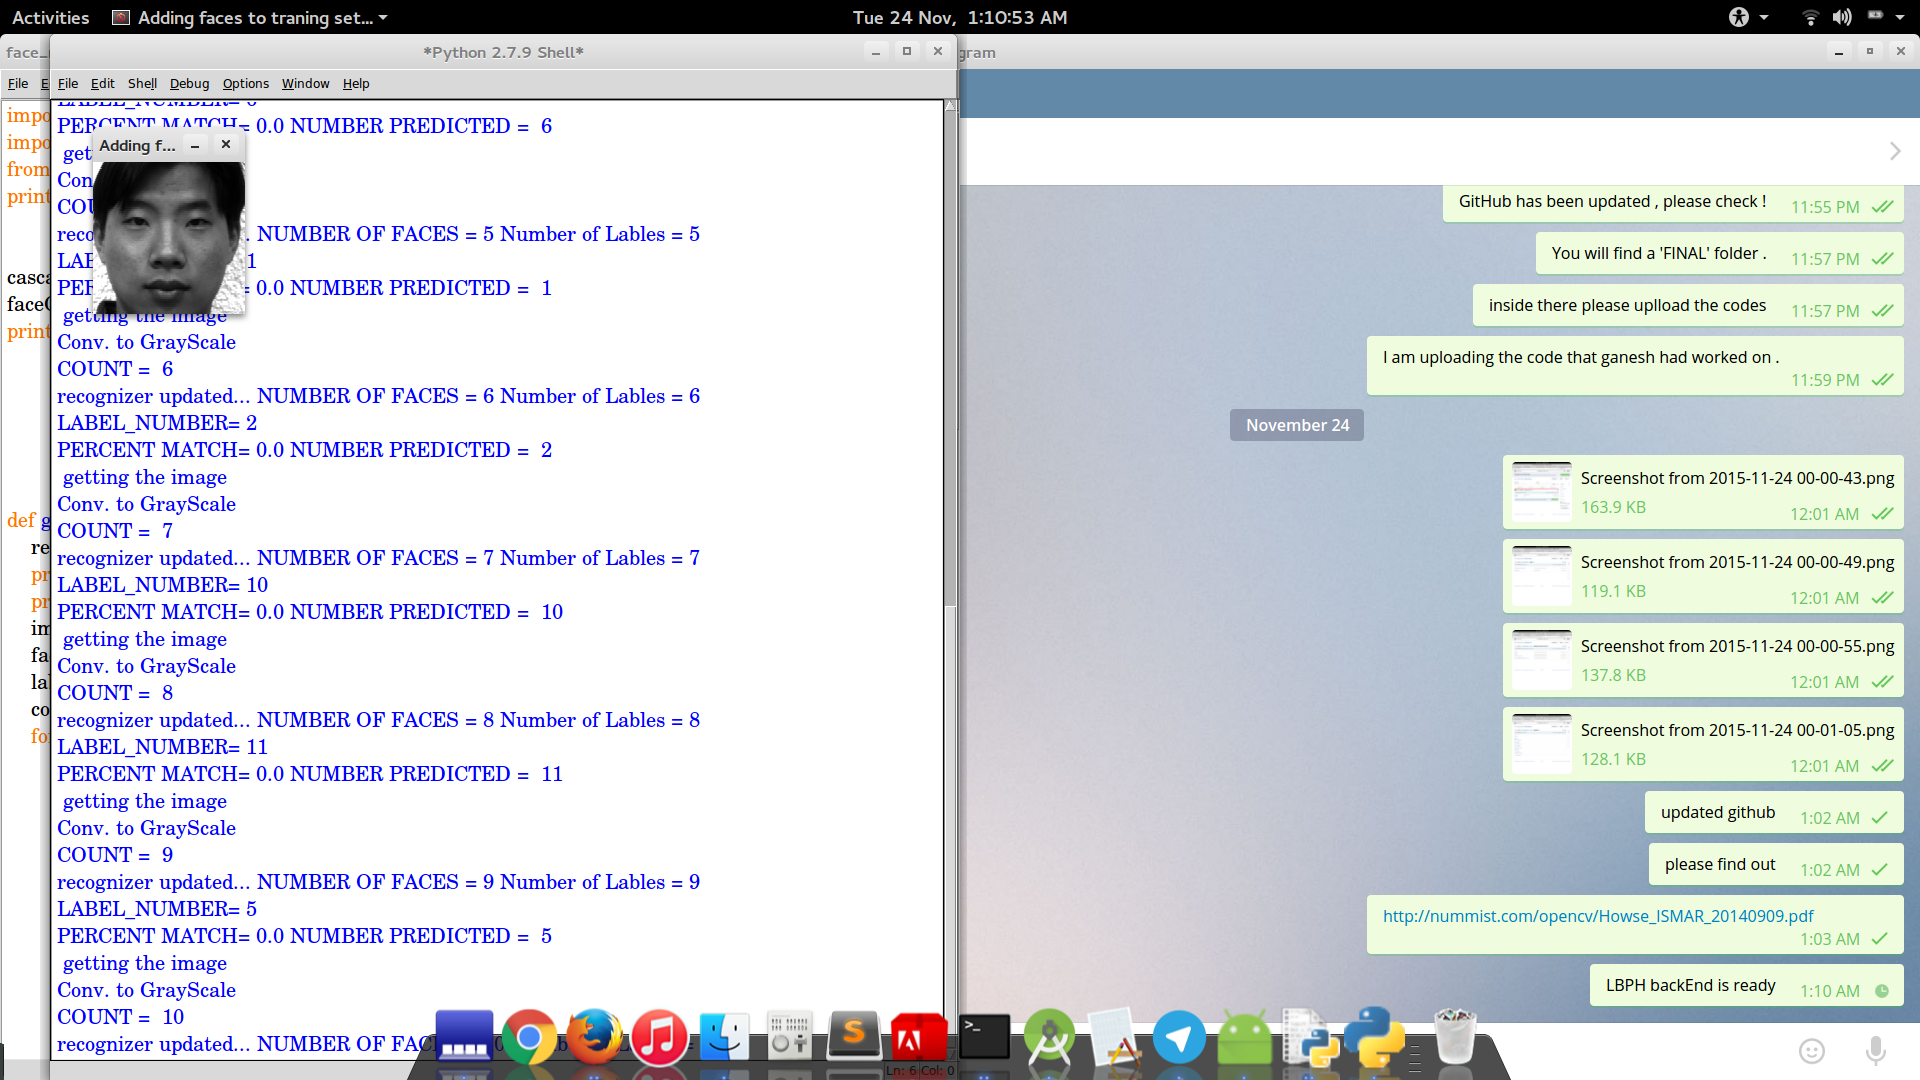 Activities
Adding faces to traning set...
Tue 24 Nov, 1:10:53 AM
face_
*Python 2.7.9 Shell*
gram
File E
File Edit Shell Debug Options Window Help
impo
impo
from
print
casca
faceC
print
def g
re
pr
pr
im
fa
la
co
for
PERCENT MATCH= 0.0 NUMBER PREDICTED = 6
Adding f...
get
Con
COU
reco . NUMBER OF FACES = 5 Number of Lables = 5
LAB 1
PER = 0.0 NUMBER PREDICTED = 1
getting the image
Conv. to GrayScale
COUNT = 6
recognizer updated... NUMBER OF FACES = 6 Number of Lables = 6
LABEL_NUMBER= 2
PERCENT MATCH= 0.0 NUMBER PREDICTED = 2
getting the image
Conv. to GrayScale
COUNT = 7
recognizer updated... NUMBER OF FACES = 7 Number of Lables = 7
LABEL_NUMBER= 10
PERCENT MATCH= 0.0 NUMBER PREDICTED = 10
getting the image
Conv. to GrayScale
COUNT = 8
recognizer updated... NUMBER OF FACES = 8 Number of Lables = 8
LABEL_NUMBER= 11
PERCENT MATCH= 0.0 NUMBER PREDICTED = 11
getting the image
Conv. to GrayScale
COUNT = 9
recognizer updated... NUMBER OF FACES = 9 Number of Lables = 9
LABEL_NUMBER= 5
PERCENT MATCH= 0.0 NUMBER PREDICTED = 5
getting the image
Conv. to GrayScale
COUNT = 10
recognizer updated... NUMBER OF FAC
Ln: 6 Col: 0
GitHub has been updated , please check ! 11:55 PM
You will find a 'FINAL' folder . 11:57 PM
inside there please uplload the codes 11:57 PM
I am uploading the code that ganesh had worked on .
11:59 PM
November 24
Screenshot from 2015-11-24 00-00-43.png
163.9 KB
12:01 AM
Screenshot from 2015-11-24 00-00-49.png
119.1 KB
12:01 AM
Screenshot from 2015-11-24 00-00-55.png
137.8 KB
12:01 AM
Screenshot from 2015-11-24 00-01-05.png
128.1 KB
12:01 AM
updated github 1:02 AM
please find out 1:02 AM
http://nummist.com/opencv/Howse_ISMAR_20140909.pdf
1:03 AM
LBPH backEnd is ready 1:10 AM